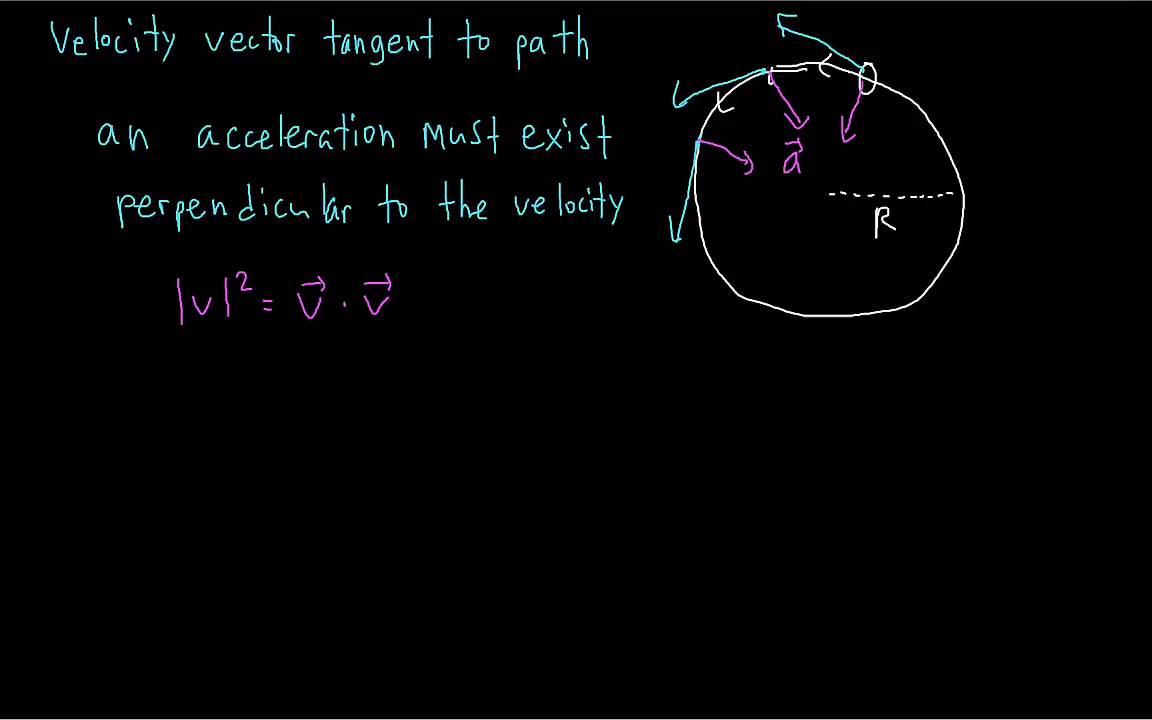 Velocity vector tangent to path
an acceleration must exist
perpendicular to the velocity
|v|² = v⃗ · v⃗
a⃗
R